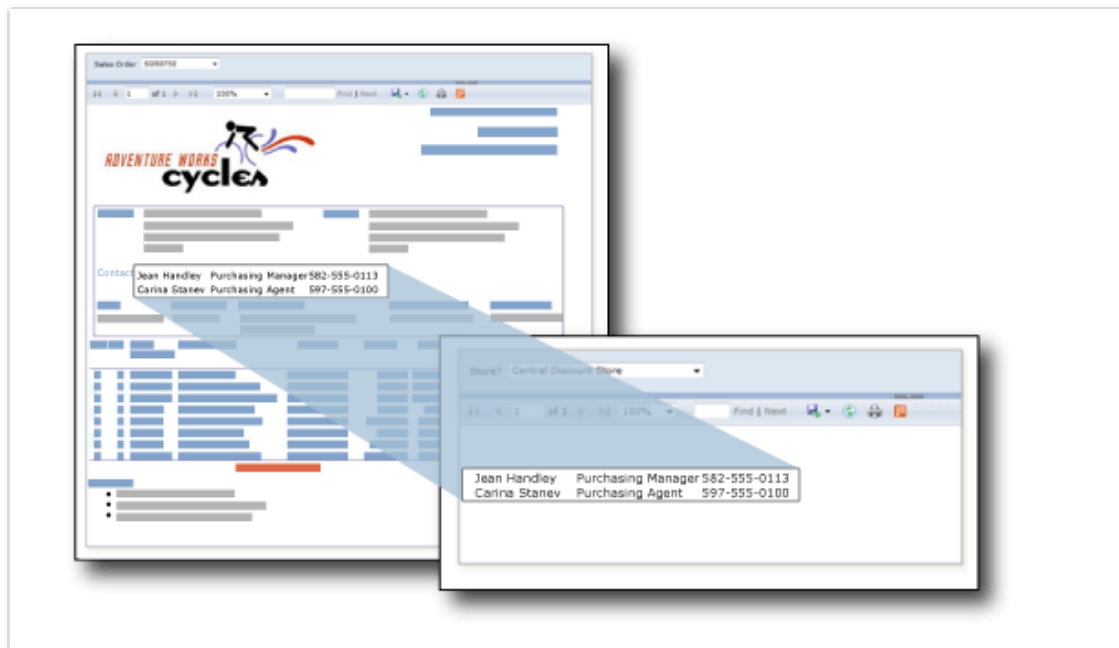 Sales Order SO50750
1 of 1 100% Find | Next
ADVENTURE WORKS
cycles
Contact
Jean Handley Purchasing Manager 582-555-0113
Carina Stanev Purchasing Agent 597-555-0100
Store? Central Discount Store
1 of 1 100% Find | Next
Jean Handley Purchasing Manager 582-555-0113
Carina Stanev Purchasing Agent 597-555-0100